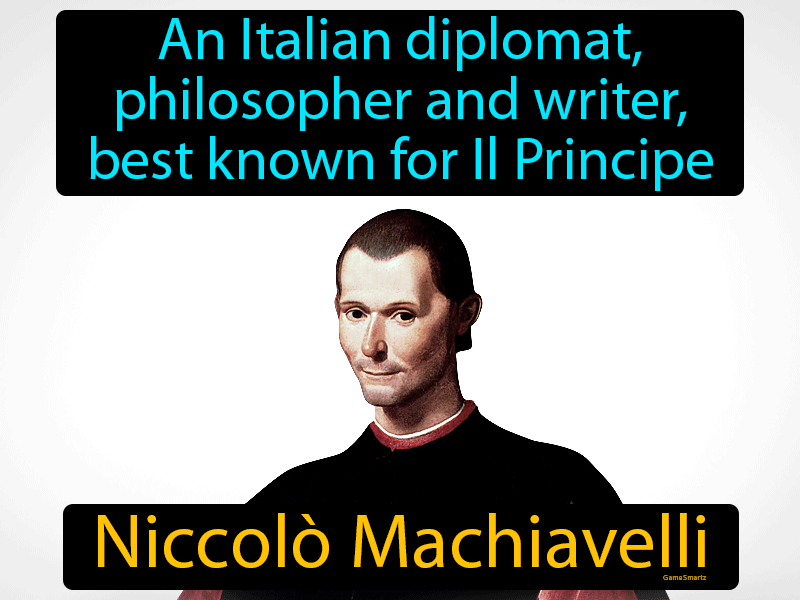 An Italian diplomat,
philosopher and writer,
best known for Il Principe
Niccolò Machiavelli
GameSmartz